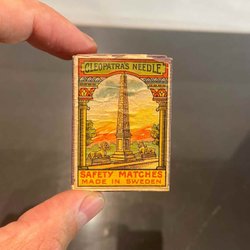 CLEOPATRA'S NEEDLE
SAFETY MATCHES
MADE IN SWEDEN